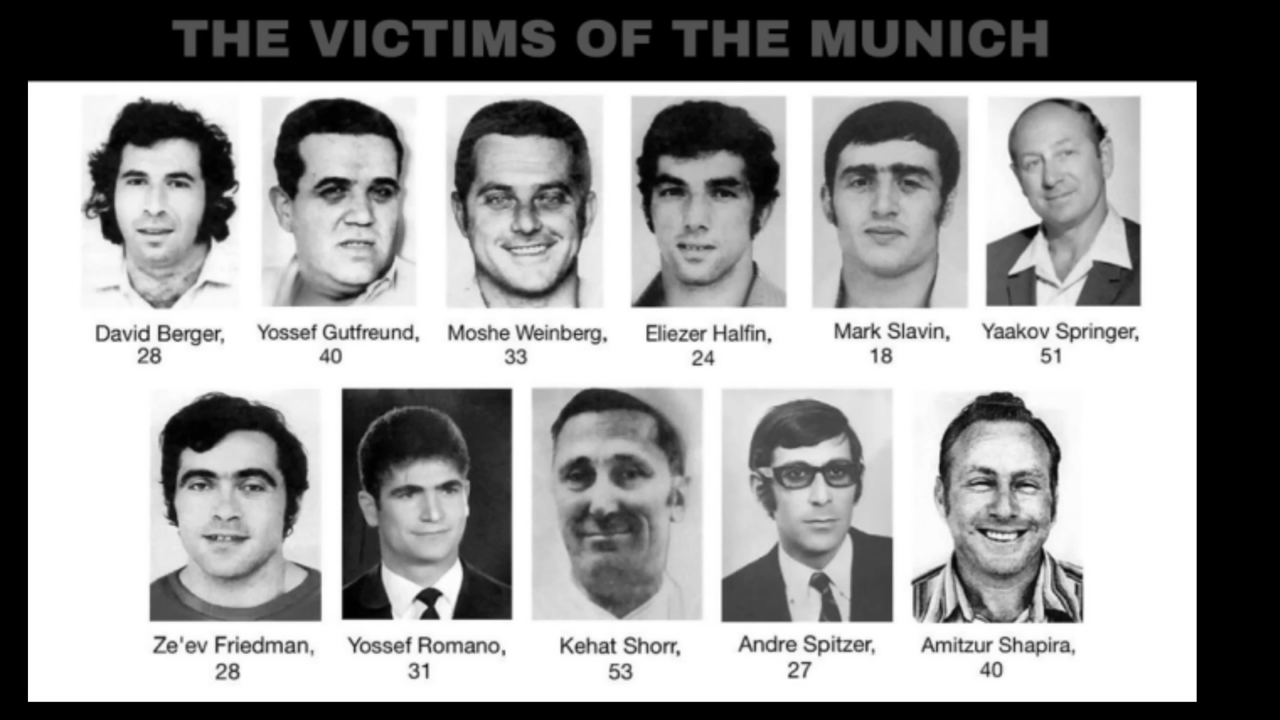 THE VICTIMS OF THE MUNICH
David Berger, Yossef Gutfreund, Moshe Weinberg, Eliezer Halfin, Mark Slavin, Yaakov Springer,
28 40 33 24 18 51
Ze'ev Friedman, Yossef Romano, Kehat Shorr, Andre Spitzer, Amitzur Shapira,
28 31 53 27 40